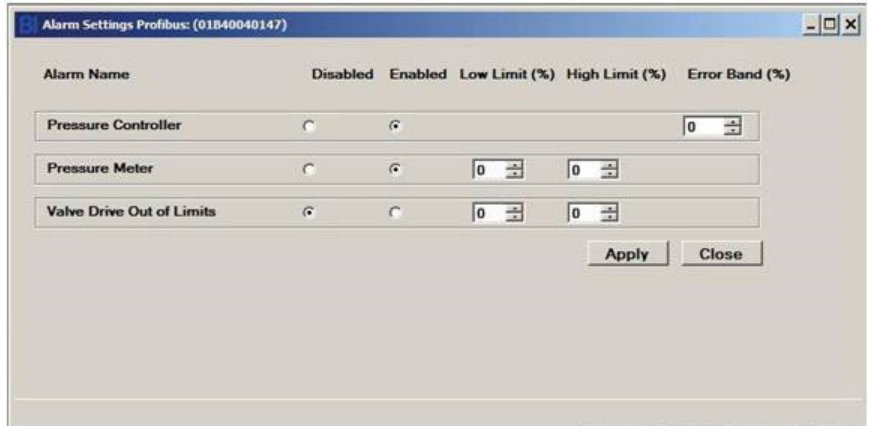 BI Alarm Settings Profibus: (01B40040147)
Alarm Name Disabled Enabled Low Limit (%) High Limit (%) Error Band (%)
Pressure Controller 0
Pressure Meter 0 0
Valve Drive Out of Limits 0 0
Apply Close